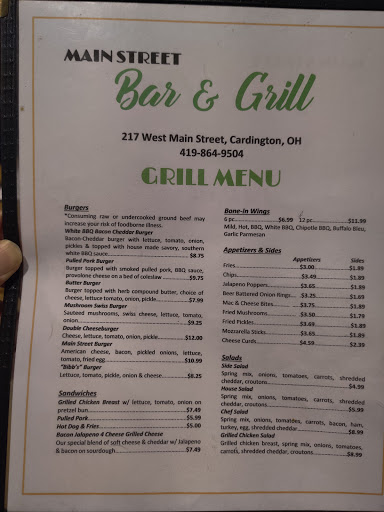 MAIN STREET
Bar & Grill
217 West Main Street, Cardington, OH
419-864-9504
GRILL MENU
Burgers
*Consuming raw or undercooked ground beef may
increase your risk of foodborne illness.
White BBQ Bacon Cheddar Burger
Bacon-Cheddar burger with lettuce, tomato, onion,
pickles & topped with house made savory, southern
white BBQ sauce $8.75
Pulled Pork Burger
Burger topped with smoked pulled pork, BBQ sauce,
provolone cheese on a bed of coleslaw $9.75
Butter Burger
Burger topped with herb compound butter, choice of
cheese, lettuce tomato, onion, pickle $7.99
Mushroom Swiss Burger
Sauteed mushrooms, swiss cheese, lettuce, tomato,
onion $9.25
Double Cheeseburger
Cheese, lettuce, tomato, onion, pickle $12.00
Main Street Burger
American cheese, bacon, pickled onions, lettuce,
tomato, fried egg $10.99
"Bibb's" Burger
Lettuce, tomato, pickle, onion & cheese $8.25
Sandwiches
Grilled Chicken Breast w/ lettuce, tomato, onion on
pretzel bun $7.49
Pulled Pork $5.99
Hot Dog & Fries $5.00
Bacon Jalapeno 4 Cheese Grilled Cheese
Our special blend of soft cheese & cheddar w/ Jalapeno
& bacon on sourdough $7.49
Bone-In Wings
6 pc $6.99 12 pc $11.99
Mild, Hot, BBQ, White BBQ, Chipotle BBQ, Buffalo Bleu,
Garlic Parmesan
Appetizers & Sides
Appetizers Sides
Fries $3.00 $1.89
Chips $3.49 $1.89
Jalapeno Poppers $3.65 $1.89
Beer Battered Onion Rings $3.25 $1.69
Mac & Cheese Bites $3.75 $1.89
Fried Mushrooms $3.50 $1.79
Fried Pickles $3.69 $1.89
Mozzarella Sticks $3.65 $1.89
Cheese Curds $4.59 $2.39
Salads
Side Salad
Spring mix, onions, tomatoes, carrots, shredded
cheddar, croutons $4.99
House Salad
Spring mix, onions, tomatoes, carrots, shredded
cheddar, croutons $5.99
Chef Salad
Spring mix, onions, tomatoes, carrots, bacon, ham,
turkey, egg, shredded cheddar $8.99
Grilled Chicken Salad
Grilled chicken breast, spring mix, onions, tomatoes,
carrots, shredded cheddar, croutons $8.99